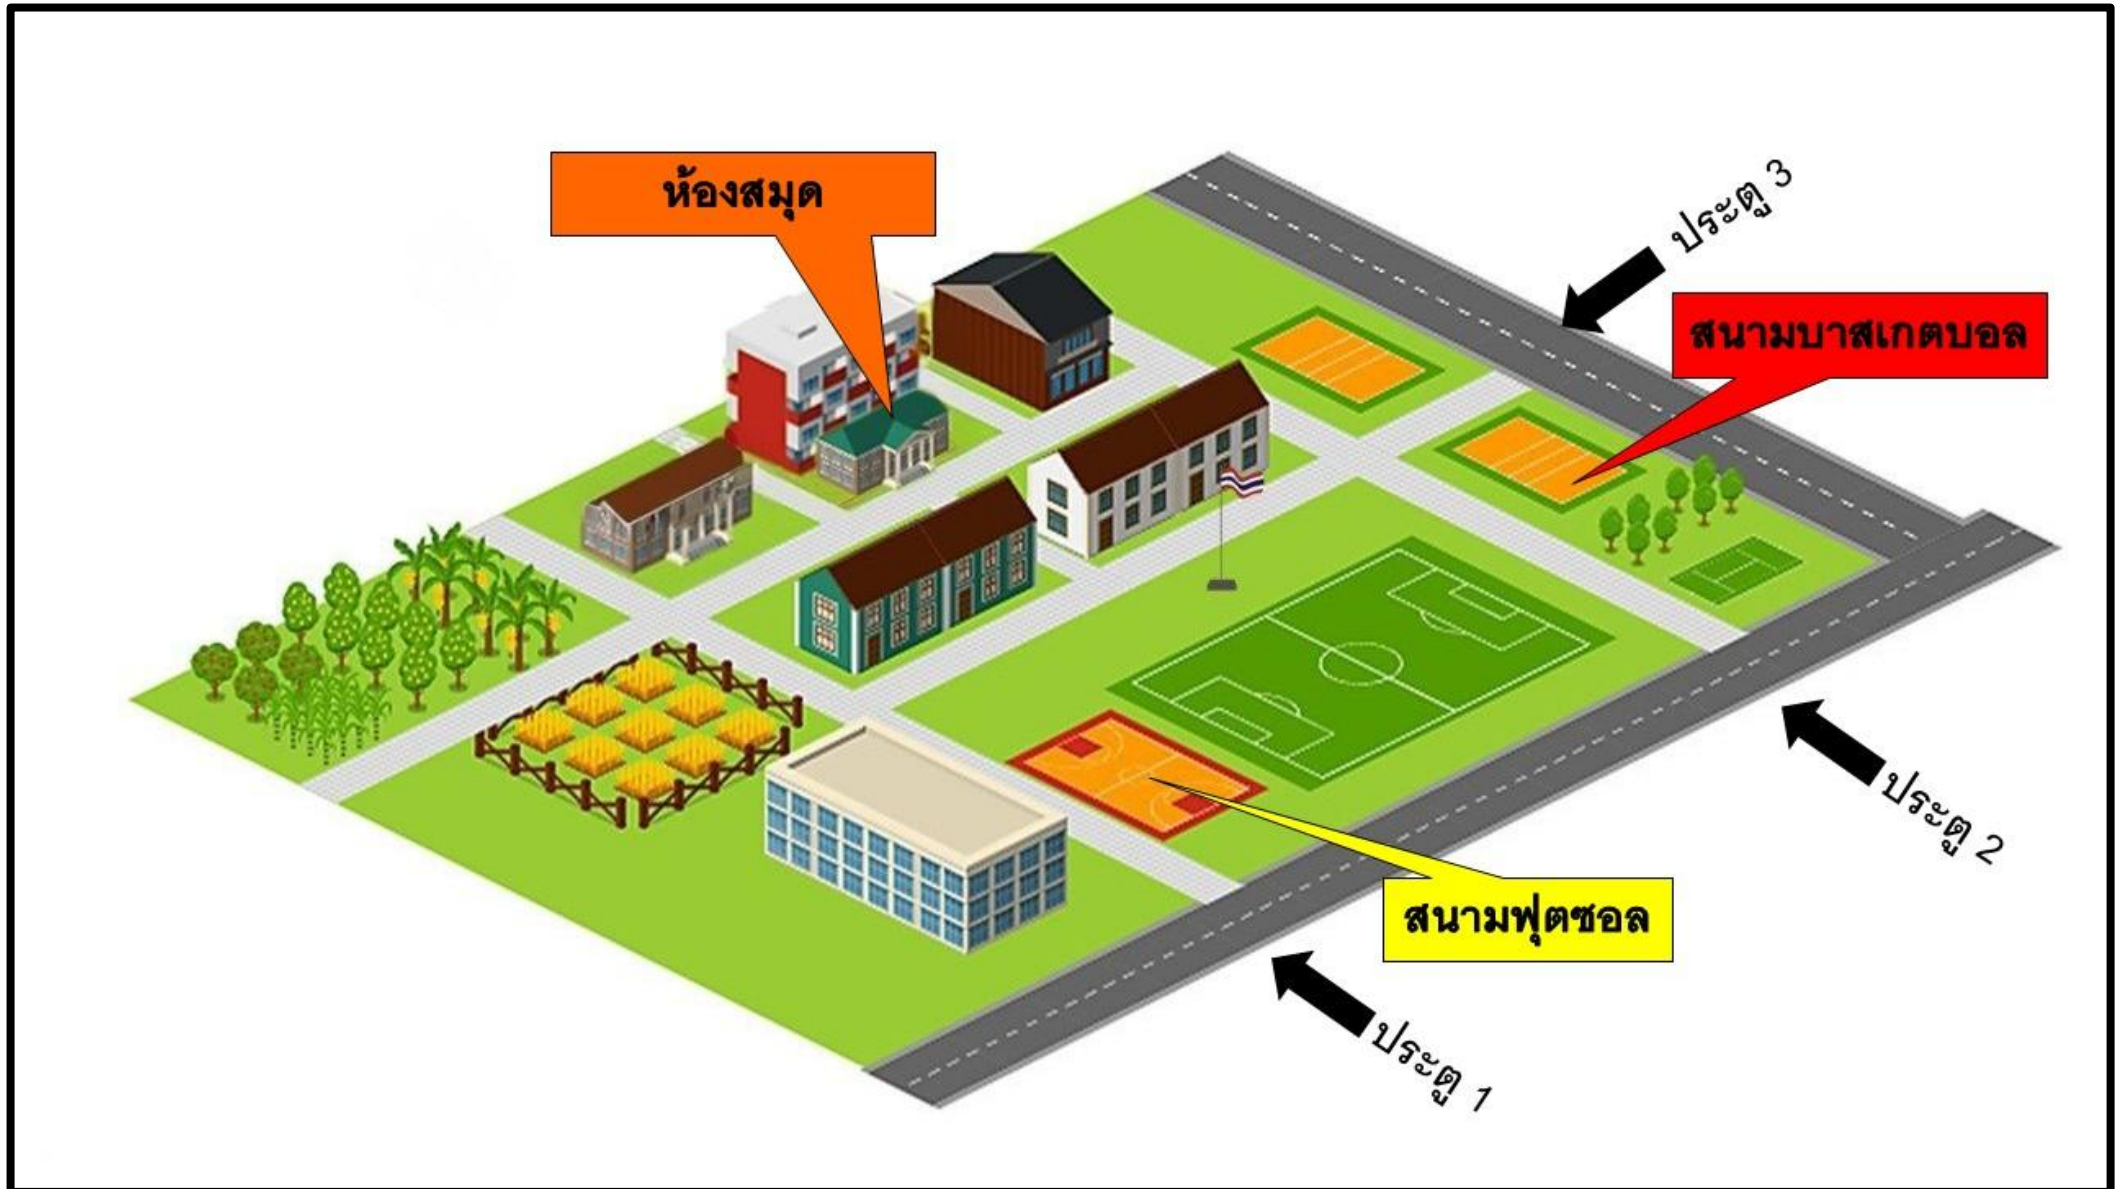 ห้องสมุด
ประตู 3
สนามบาสเกตบอล
ประตู 2
สนามฟุตซอล
ประตู 1